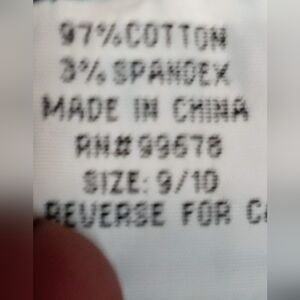 97% COTTON
3% SPANDEX
MADE IN CHINA
RN# 99678
SIZE: 9/10
REVERSE FOR